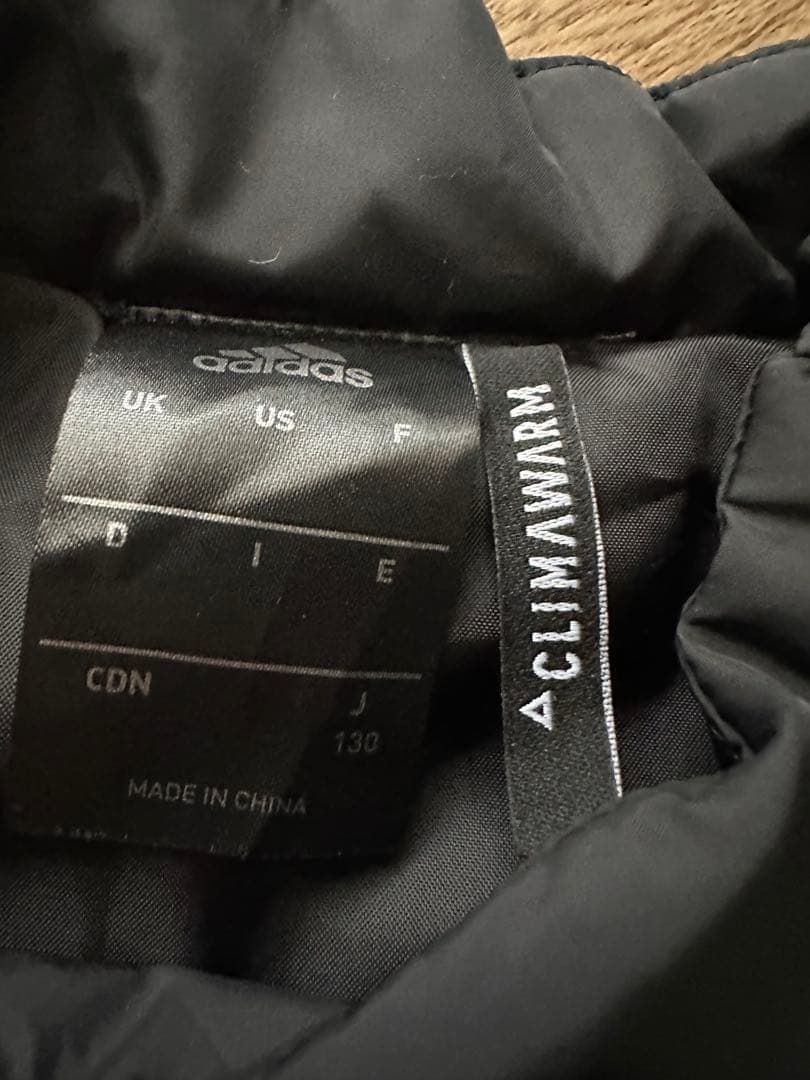 adidas
UK US F
D I E
CDN J
130
MADE IN CHINA
CLIMAWARM